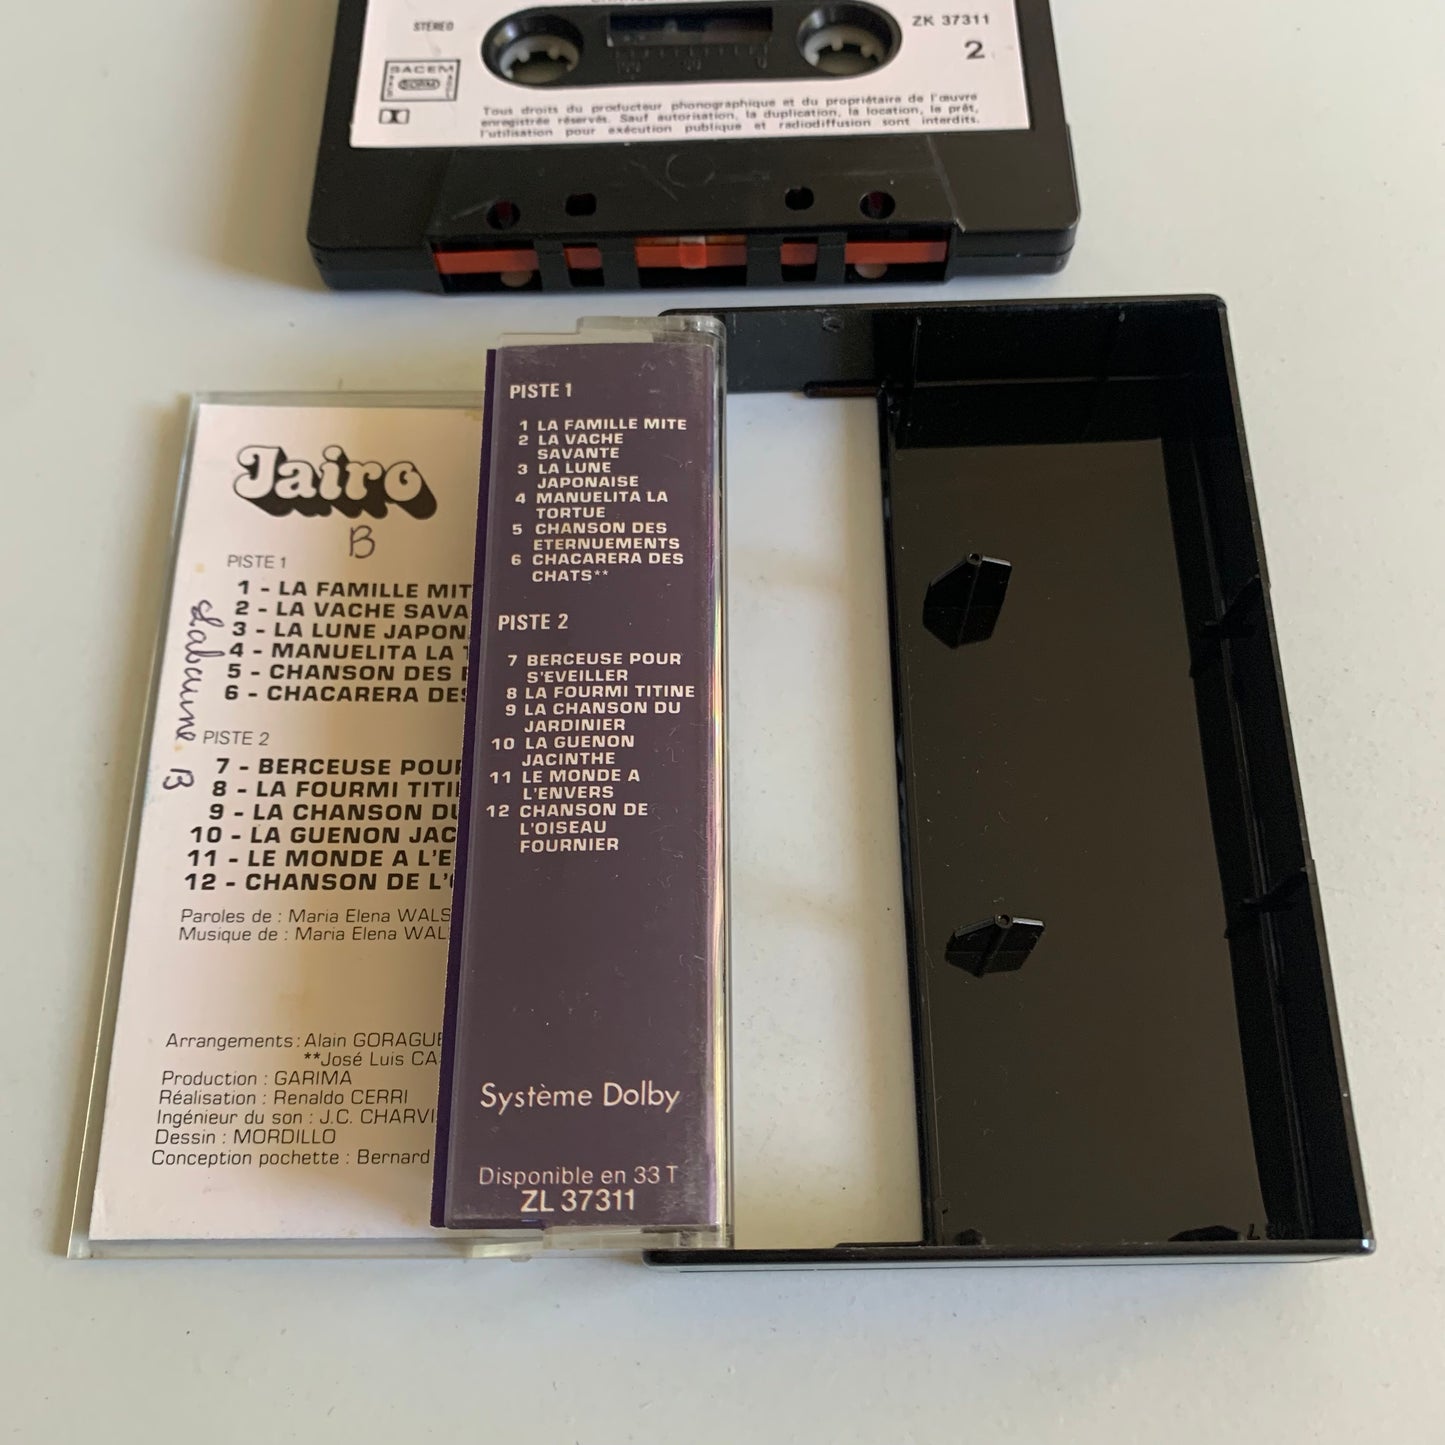 STEREO
ZK 37311
2
SACEM
Tous droits du producteur phonographique et du propriétaire de l'œuvre
enregistrée réservés. Sauf autorisation, la duplication, la location, le prêt,
l'utilisation pour exécution publique et radiodiffusion sont interdits.
Jairo
B
PISTE 1
1 - LA FAMILLE MIT
2 - LA VACHE SAVA
3 - LA LUNE JAPON
4 - MANUELITA LA
5 - CHANSON DES
6 - CHACARERA DES
B
PISTE 2
7 - BERCEUSE POUR
8 - LA FOURMI TITI
9 - LA CHANSON DU
10 - LA GUENON JAC
11 - LE MONDE A L'E
12 - CHANSON DE L'
Paroles de : Maria Elena WALS
Musique de : Maria Elena WAL
Arrangements : Alain GORAGUE
**José Luis CA
Production : GARIMA
Réalisation : Renaldo CERRI
Ingénieur du son : J.C. CHARVI
Dessin : MORDILLO
Conception pochette : Bernard
PISTE 1
1 LA FAMILLE MITE
2 LA VACHE
SAVANTE
3 LA LUNE
JAPONAISE
4 MANUELITA LA
TORTUE
5 CHANSON DES
ETERNUEMENTS
6 CHACARERA DES
CHATS**
PISTE 2
7 BERCEUSE POUR
S'EVEILLER
8 LA FOURMI TITINE
9 LA CHANSON DU
JARDINIER
10 LA GUENON
JACINTHE
11 LE MONDE A
L'ENVERS
12 CHANSON DE
L'OISEAU
FOURNIER
Système Dolby
Disponible en 33 T
ZL 37311